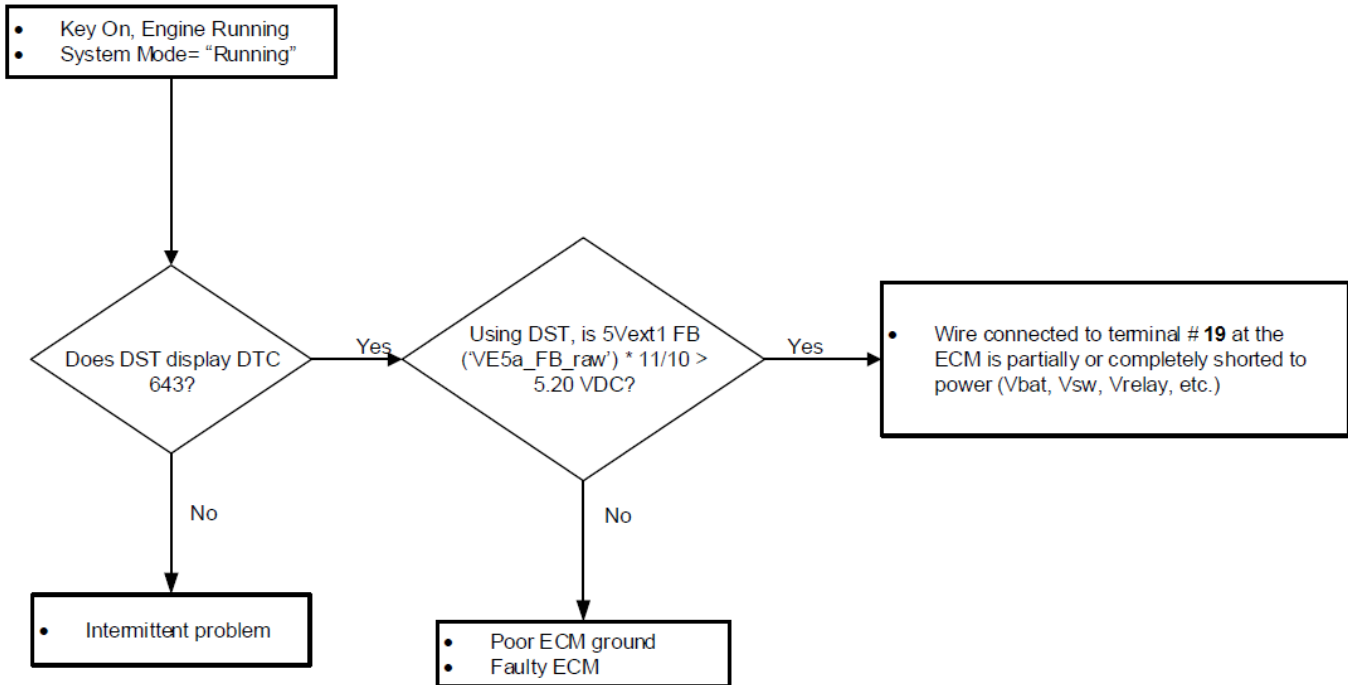 • Key On, Engine Running
• System Mode= “Running”
Does DST display DTC
643?
Yes
Using DST, is 5Vext1 FB
(‘VE5a_FB_raw’) * 11/10 >
5.20 VDC?
Yes
• Wire connected to terminal # 19 at the
ECM is partially or completely shorted to
power (Vbat, Vsw, Vrelay, etc.)
No
No
• Intermittent problem
• Poor ECM ground
• Faulty ECM